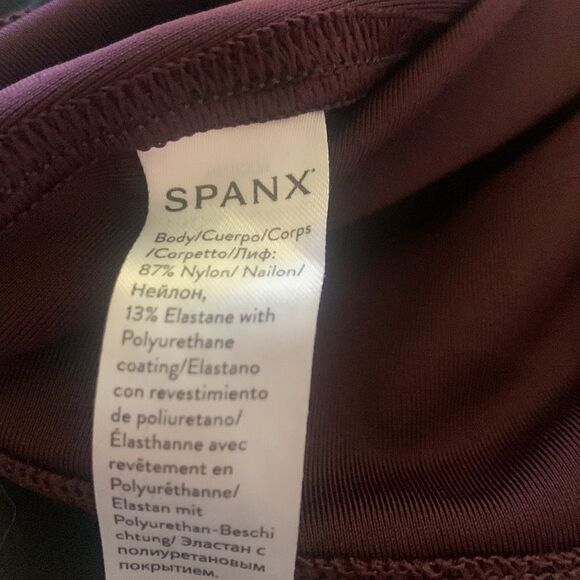 SPANX
Body/Cuerpo/Corps
/Corpetto/Лиф:
87% Nylon/ Nailon/
Нейлон,
13% Elastane with
Polyurethane
coating/Elastano
con revestimiento
de poliuretano/
Élasthanne avec
revêtement en
Polyuréthanne/
Elastan mit
Polyurethan-Beschi
chtung/ Эластан с
полиуретановым
покрытием.